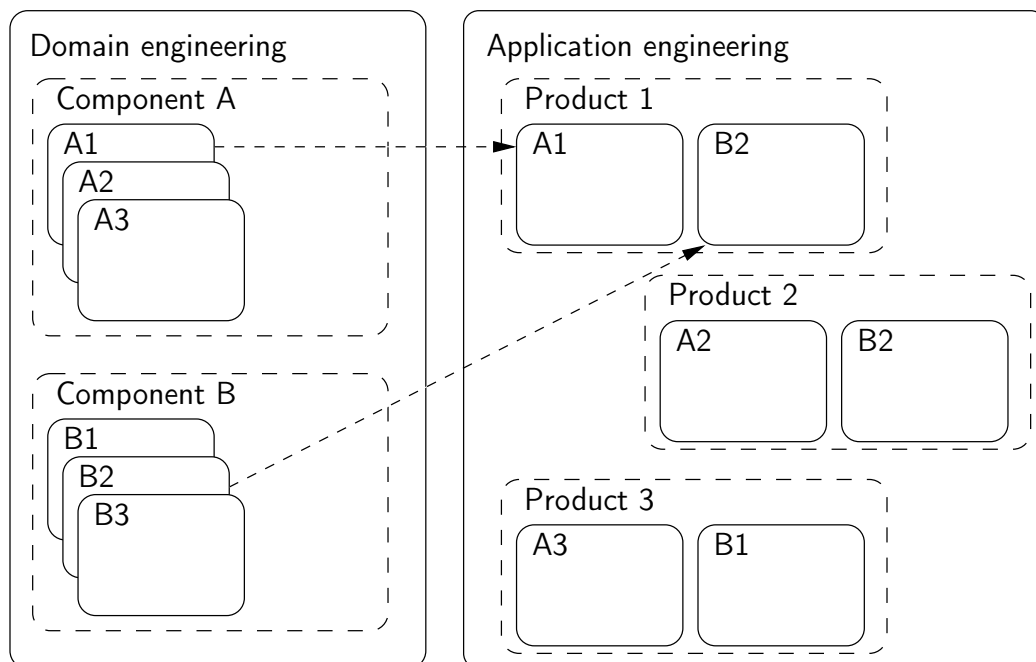 Domain engineering
Component A
A1
A2
A3
Component B
B1
B2
B3
Application engineering
Product 1
A1
B2
Product 2
A2
B2
Product 3
A3
B1